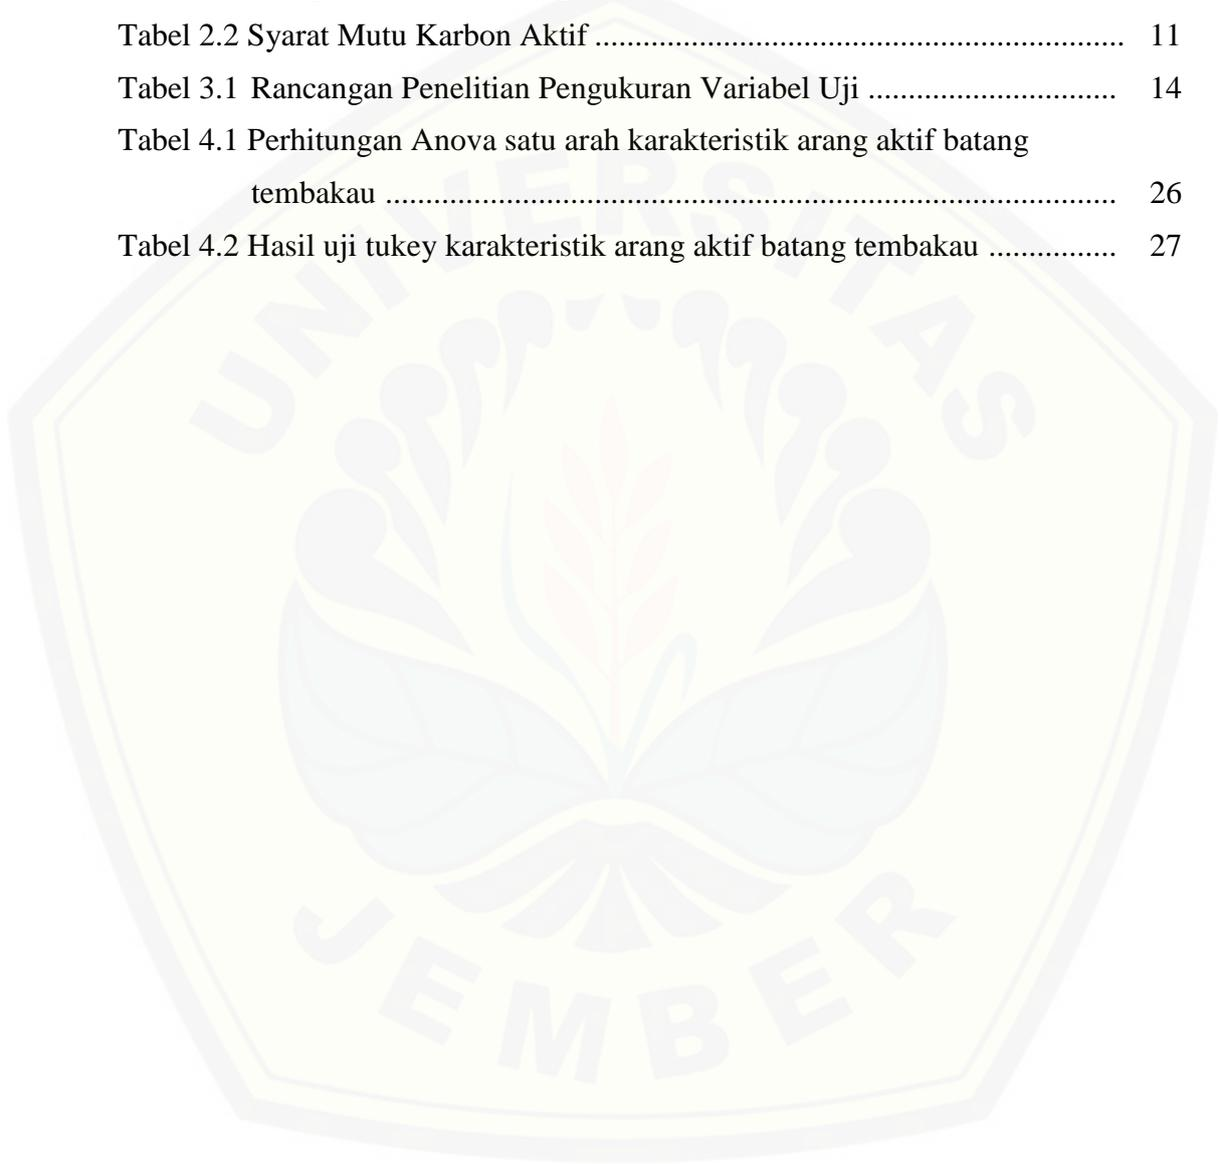 Tabel 2.2 Syarat Mutu Karbon Aktif .................................................................. 11
Tabel 3.1 Rancangan Penelitian Pengukuran Variabel Uji ............................... 14
Tabel 4.1 Perhitungan Anova satu arah karakteristik arang aktif batang
tembakau ........................................................................................... 26
Tabel 4.2 Hasil uji tukey karakteristik arang aktif batang tembakau ................ 27
UNIVERSITAS
JEMBER